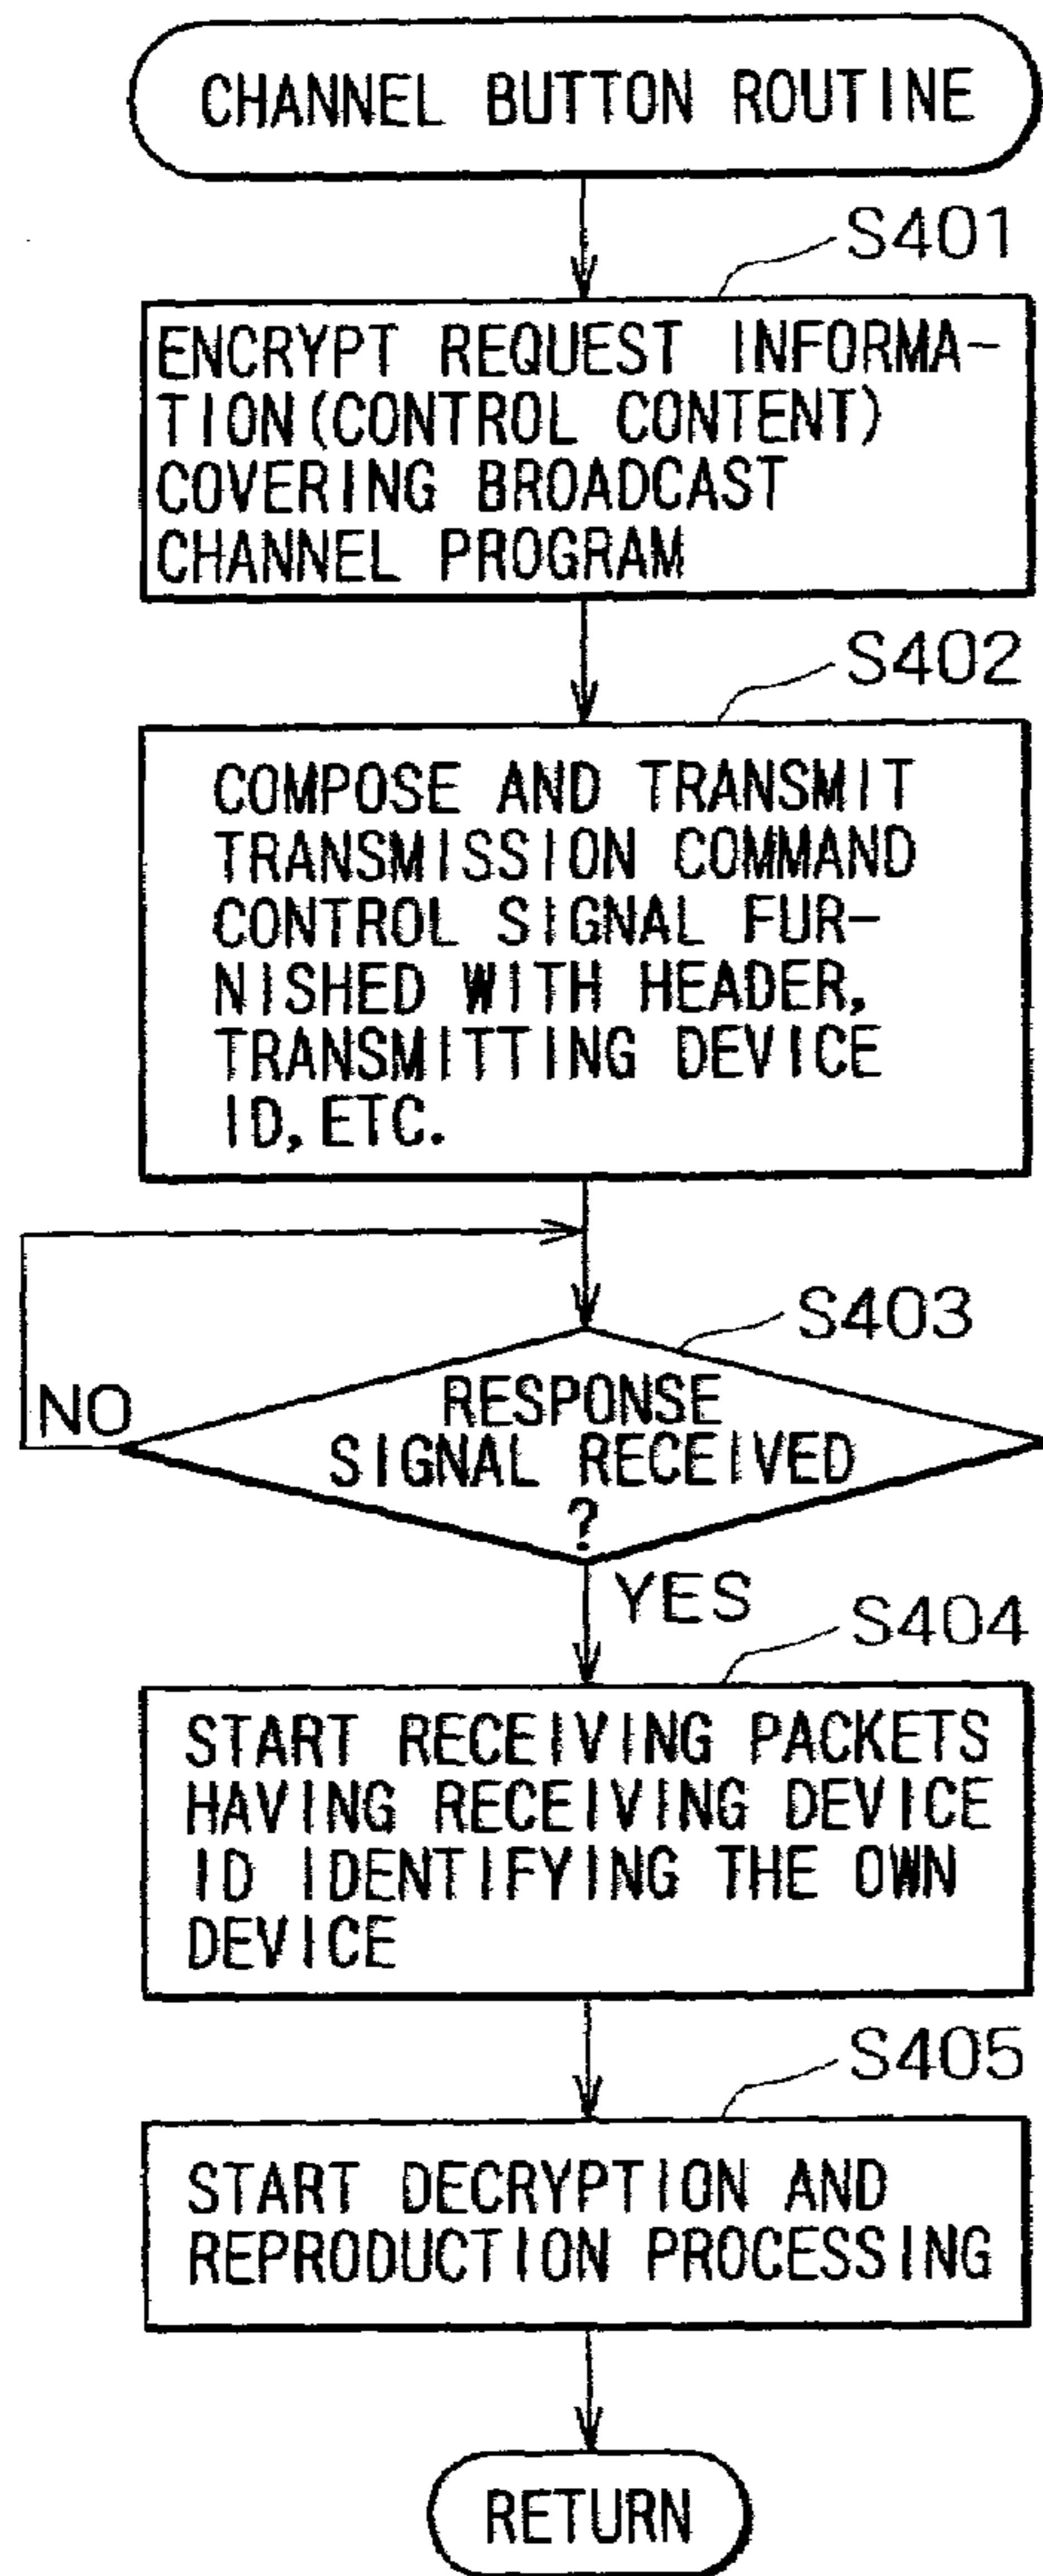 CHANNEL BUTTON ROUTINE
S401
ENCRYPT REQUEST INFORMA-
TION(CONTROL CONTENT)
COVERING BROADCAST
CHANNEL PROGRAM
S402
COMPOSE AND TRANSMIT
TRANSMISSION COMMAND
CONTROL SIGNAL FUR-
NISHED WITH HEADER,
TRANSMITTING DEVICE
ID, ETC.
S403
NO
RESPONSE
SIGNAL RECEIVED
?
YES
S404
START RECEIVING PACKETS
HAVING RECEIVING DEVICE
ID IDENTIFYING THE OWN
DEVICE
S405
START DECRYPTION AND
REPRODUCTION PROCESSING
RETURN